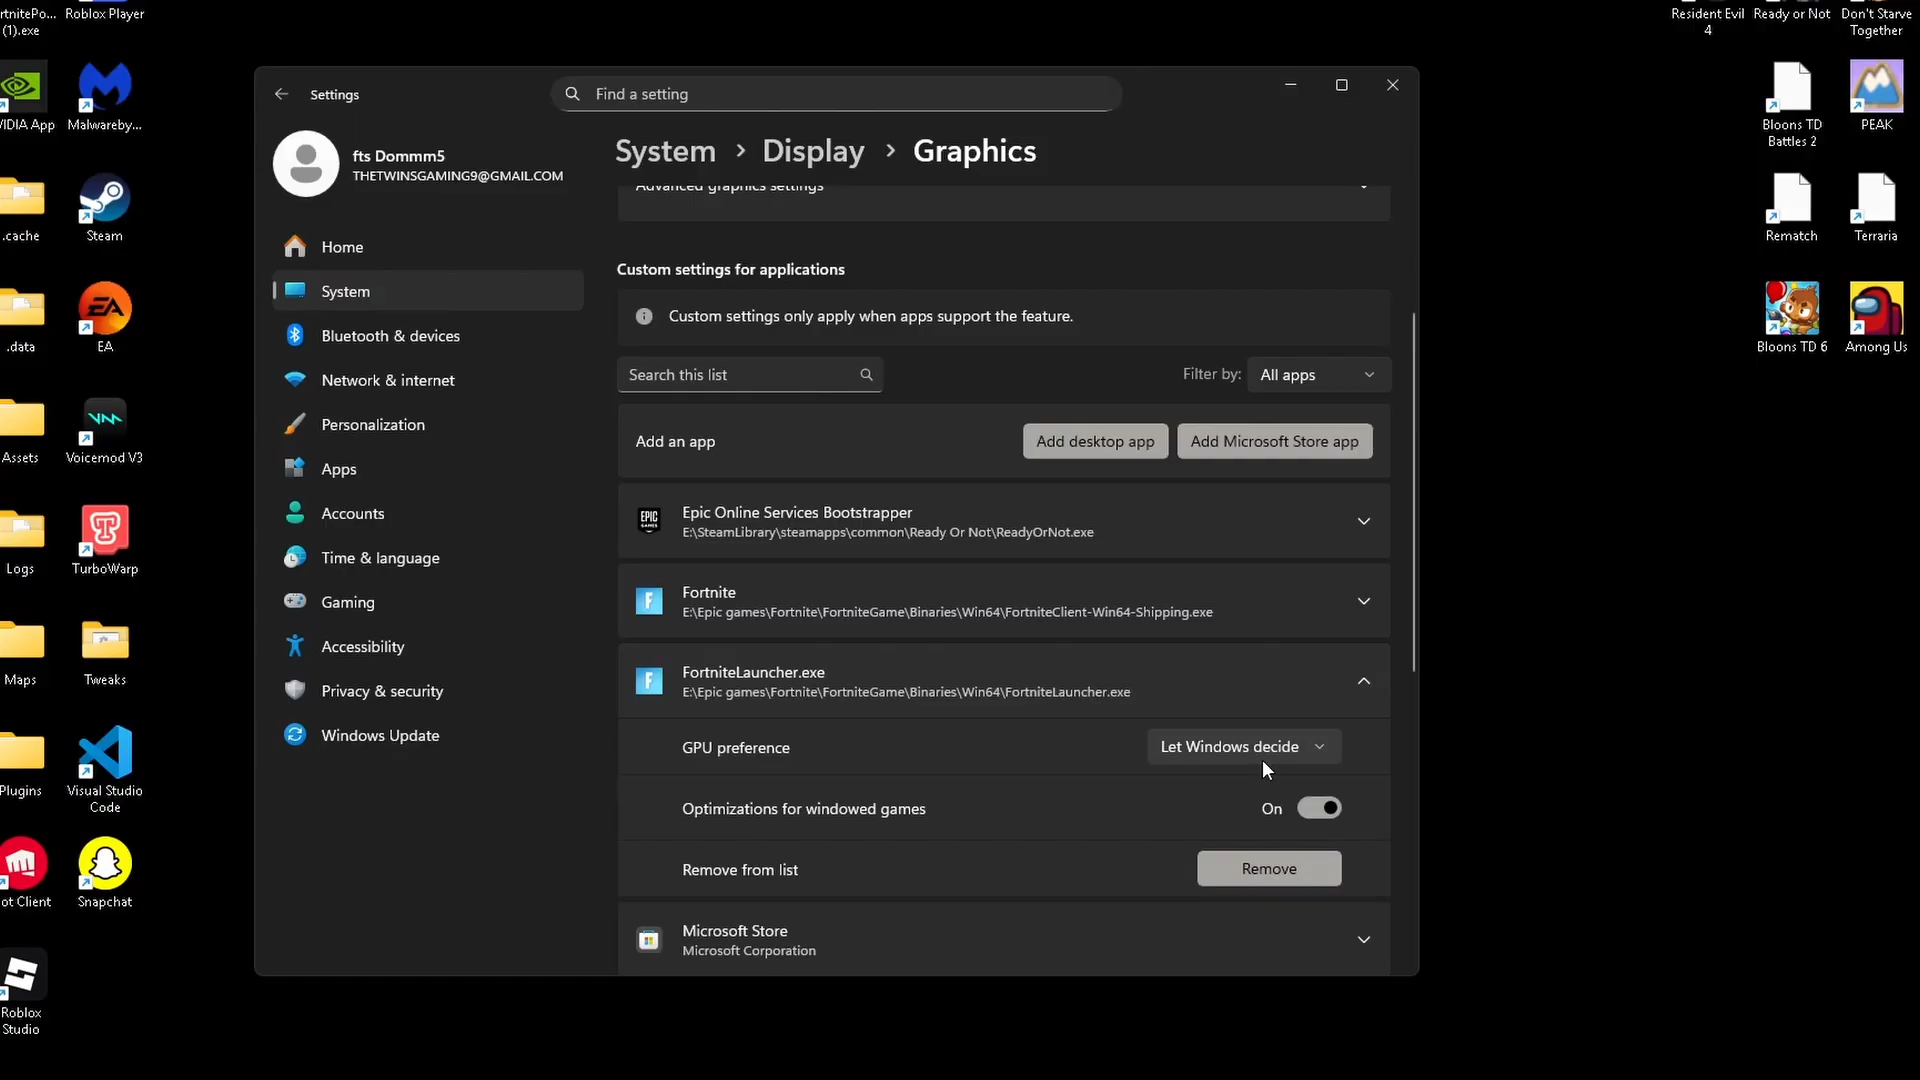 rtnitePo...
(1).exe
Roblox Player
Resident Evil
4
Ready or Not
Don't Starve
Together
VIDIA App
Malwareby...
.cache
Steam
.data
EA
Assets
Voicemod V3
Logs
TurboWarp
Maps
Tweaks
Plugins
Visual Studio
Code
ot Client
Snapchat
Roblox
Studio
Settings
Find a setting
fts Dommm5
THETWINSGAMING9@GMAIL.COM
Home
System
Bluetooth & devices
Network & internet
Personalization
Apps
Accounts
Time & language
Gaming
Accessibility
Privacy & security
Windows Update
System > Display > Graphics
Advanced graphics settings
Custom settings for applications
Custom settings only apply when apps support the feature.
Search this list
Filter by: All apps
Add an app
Add desktop app
Add Microsoft Store app
EPIC
GAMES
Epic Online Services Bootstrapper
E:\SteamLibrary\steamapps\common\Ready Or Not\ReadyOrNot.exe
F
Fortnite
E:\Epic games\Fortnite\FortniteGame\Binaries\Win64\FortniteClient-Win64-Shipping.exe
F
FortniteLauncher.exe
E:\Epic games\Fortnite\FortniteGame\Binaries\Win64\FortniteLauncher.exe
GPU preference
Let Windows decide
Optimizations for windowed games
On
Remove from list
Remove
Microsoft Store
Microsoft Corporation
Bloons TD
Battles 2
PEAK
Rematch
Terraria
Bloons TD 6
Among Us